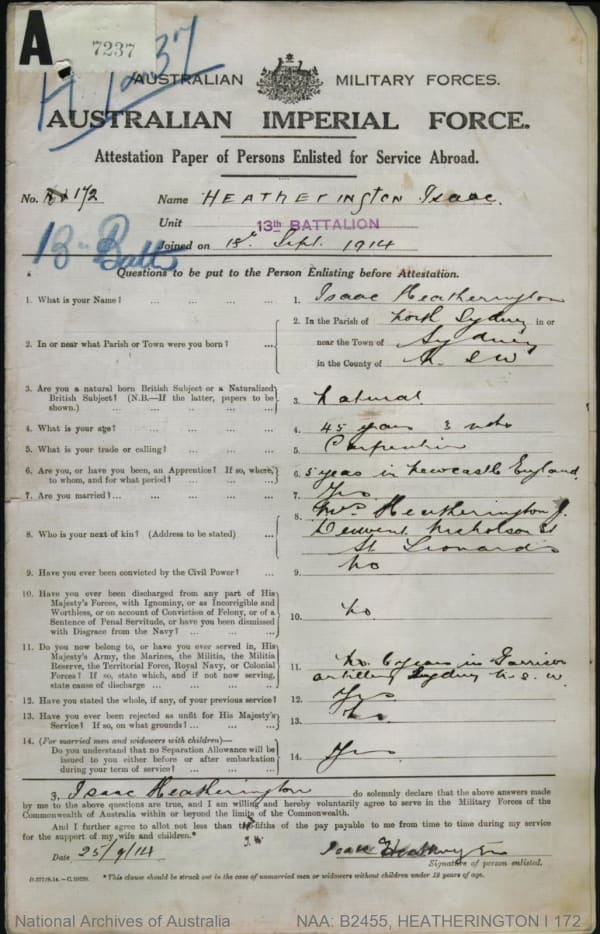 A
7237
H 7237
AUSTRALIAN MILITARY FORCES.
AUSTRALIAN IMPERIAL FORCE.
Attestation Paper of Persons Enlisted for Service Abroad.
No. 172 Name HEATHERINGTON Isaac.
Unit 13th BATTALION
Joined on 18th Sept. 1914
13th Battn
Questions to be put to the Person Enlisting before Attestation.
1. What is your Name? ... ... ... ... 1. Isaac Heatherington
2. In or near what Parish or Town were you born? ... 2. In the Parish of North Sydney in or
near the Town of Sydney
in the County of N. S W
3. Are you a natural born British Subject or a Naturalized
British Subject? (N.B.—If the latter, papers to be
shown.) ... ... ... ... 3. Natural
4. What is your age? ... ... ... ... 4. 45 years 3 mths
5. What is your trade or calling? ... ... ... 5. Carpenter
6. Are you, or have you been, an Apprentice? If so, where,
to whom, and for what period? ... ... ... 6. 5 years in Newcastle England
7. Are you married? ... ... ... ... 7. Yes
8. Who is your next of kin? (Address to be stated) ... 8. Mrs Heatherington J.
Derwent Nicholson St
St Leonards
9. Have you ever been convicted by the Civil Power? ... 9. No
10. Have you ever been discharged from any part of His
Majesty's Forces, with Ignominy, or as Incorrigible and
Worthless, or on account of Conviction of Felony, or of a
Sentence of Penal Servitude, or have you been dismissed
with Disgrace from the Navy? ... ... ... 10. No.
11. Do you now belong to, or have you ever served in, His
Majesty's Army, the Marines, the Militia, the Militia
Reserve, the Territorial Force, Royal Navy, or Colonial
Forces? If so, state which, and if not now serving,
state cause of discharge ... ... ... 11. No. 6 years in Garrison
artillery Sydney N. S. W.
12. Have you stated the whole, if any, of your previous service? 12. Yes
13. Have you ever been rejected as unfit for His Majesty's
Service? If so, on what grounds? ... ... 13. No
14. (For married men and widowers with children)—
Do you understand that no Separation Allowance will be
issued to you either before or after embarkation
during your term of service? ... ... ... 14. Yes
I, Isaac Heatherington do solemnly declare that the above answers made
by me to the above questions are true, and I am willing and hereby voluntarily agree to serve in the Military Forces of the
Commonwealth of Australia within or beyond the limits of the Commonwealth.
And I further agree to allot not less than fifths of the pay payable to me from time to time during my service
for the support of my wife and children.*
Date 25/9/14 Isaac Heatherington
Signature of person enlisted.
* This clause should be struck out in the case of unmarried men or widowers without children under 18 years of age.
National Archives of Australia NAA: B2455, HEATHERINGTON I 172